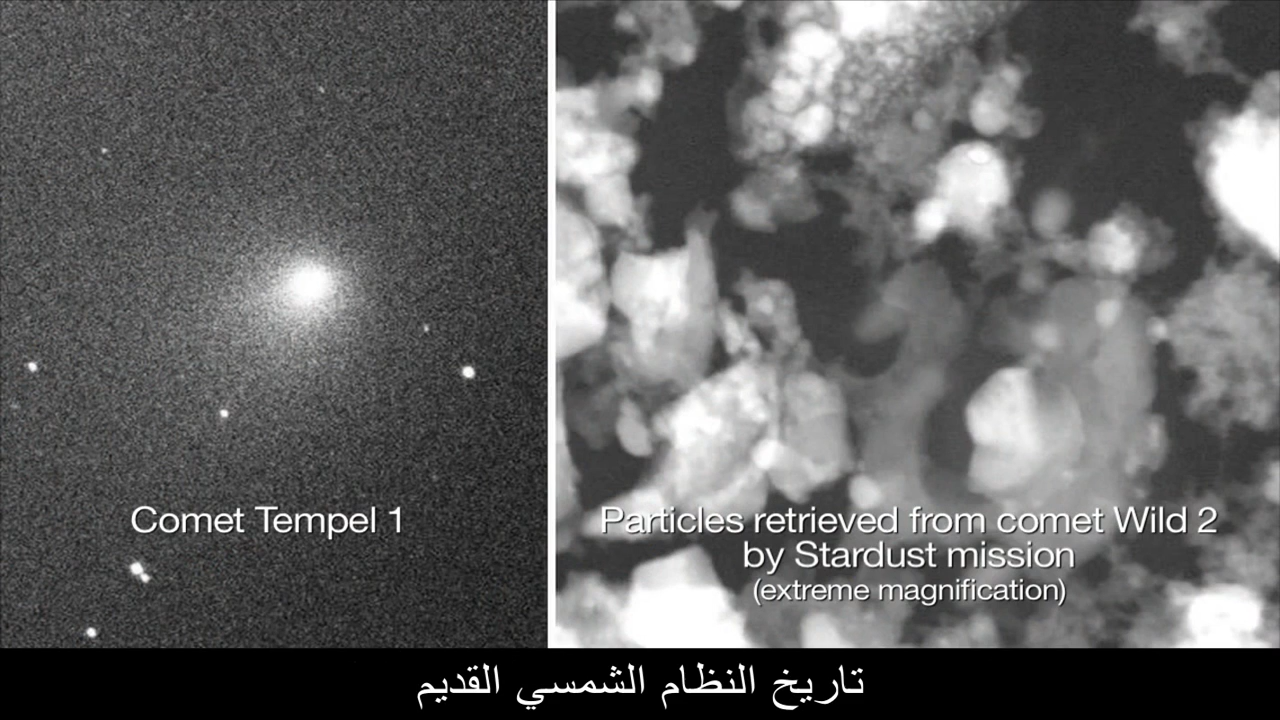 Comet Tempel 1
Particles retrieved from comet Wild 2
by Stardust mission
(extreme magnification)
تاريخ النظام الشمسي القديم